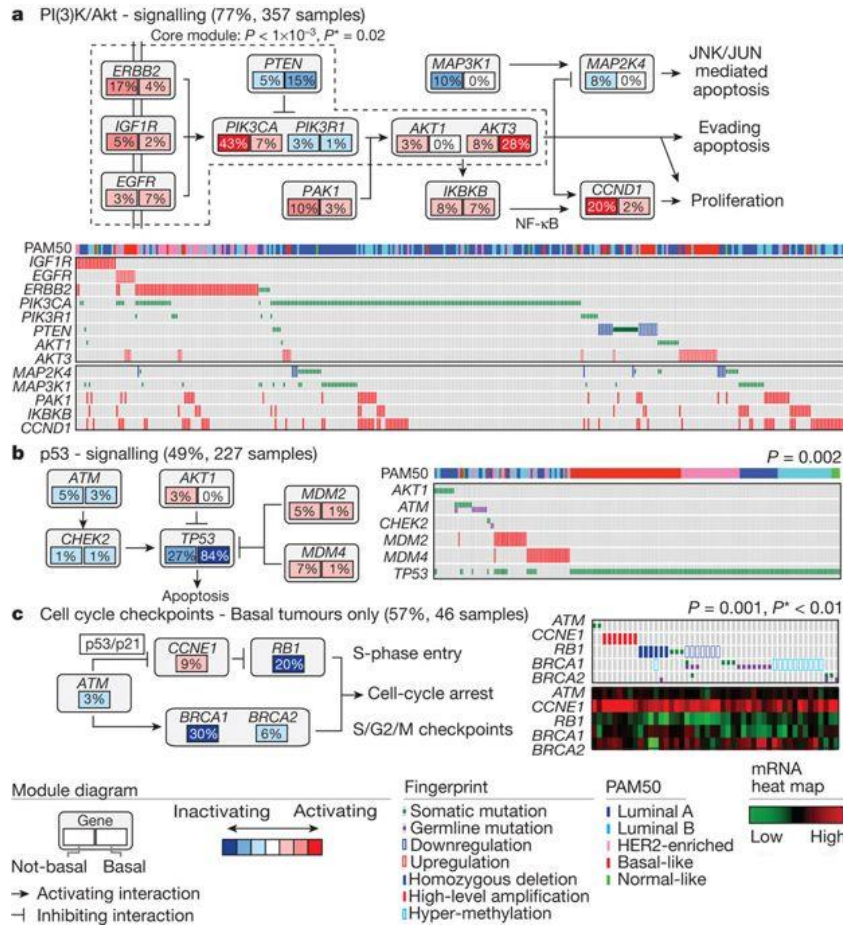 a PI(3)K/Akt - signalling (77%, 357 samples)
Core module: P < 1×10⁻³, P* = 0.02
ERBB2
17% 4%
PTEN
5% 15%
MAP3K1
10% 0%
MAP2K4
8% 0%
JNK/JUN
mediated
apoptosis
IGF1R
5% 2%
PIK3CA PIK3R1
43% 7% 3% 1%
AKT1 AKT3
3% 0% 8% 28%
Evading
apoptosis
EGFR
3% 7%
PAK1
10% 3%
IKBKB
8% 7%
NF-κB
CCND1
20% 2%
Proliferation
PAM50
IGF1R
EGFR
ERBB2
PIK3CA
PIK3R1
PTEN
AKT1
AKT3
MAP2K4
MAP3K1
PAK1
IKBKB
CCND1
b p53 - signalling (49%, 227 samples)
P = 0.002
ATM
5% 3%
AKT1
3% 0%
MDM2
5% 1%
CHEK2
1% 1%
TP53
27% 84%
MDM4
7% 1%
Apoptosis
PAM50
AKT1
ATM
CHEK2
MDM2
MDM4
TP53
c Cell cycle checkpoints - Basal tumours only (57%, 46 samples)
P = 0.001, P* < 0.01
p53/p21
CCNE1
9%
RB1
20%
S-phase entry
ATM
3%
Cell-cycle arrest
BRCA1 BRCA2
30% 6%
S/G2/M checkpoints
ATM
CCNE1
RB1
BRCA1
BRCA2
ATM
CCNE1
RB1
BRCA1
BRCA2
Module diagram
Gene
Not-basal Basal
Activating interaction
Inhibiting interaction
Inactivating Activating
Fingerprint
Somatic mutation
Germline mutation
Downregulation
Upregulation
Homozygous deletion
High-level amplification
Hyper-methylation
PAM50
Luminal A
Luminal B
HER2-enriched
Basal-like
Normal-like
mRNA
heat map
Low High